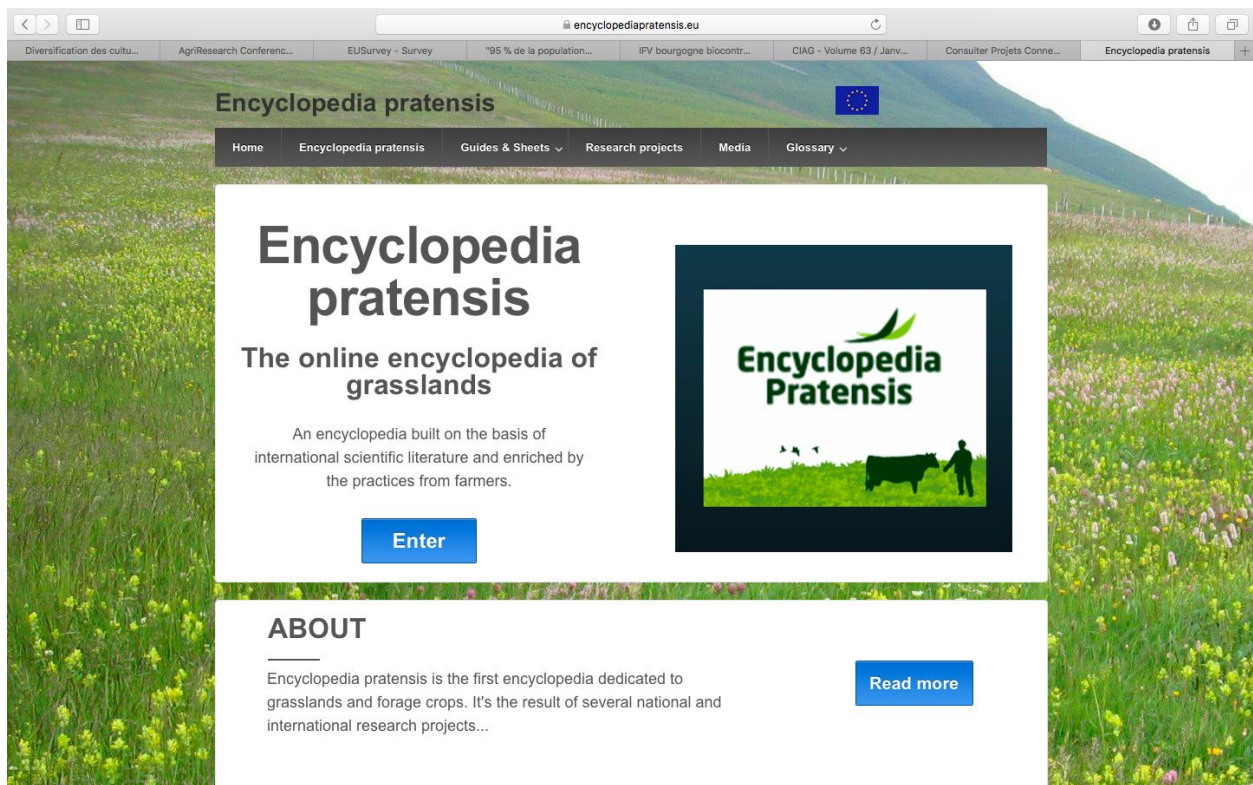 encyclopediapratensis.eu
Diversification des cultu... AgriResearch Conferenc... EUSurvey - Survey "95 % de la population... IFV bourgogne biocontr... CIAG - Volume 63 / Janv... Consulter Projets Conne... Encyclopedia pratensis
Encyclopedia pratensis
Home Encyclopedia pratensis Guides & Sheets Research projects Media Glossary
Encyclopedia
pratensis
The online encyclopedia of
grasslands
An encyclopedia built on the basis of
international scientific literature and enriched by
the practices from farmers.
Enter
Encyclopedia
Pratensis
ABOUT
Encyclopedia pratensis is the first encyclopedia dedicated to
grasslands and forage crops. It's the result of several national and
international research projects...
Read more